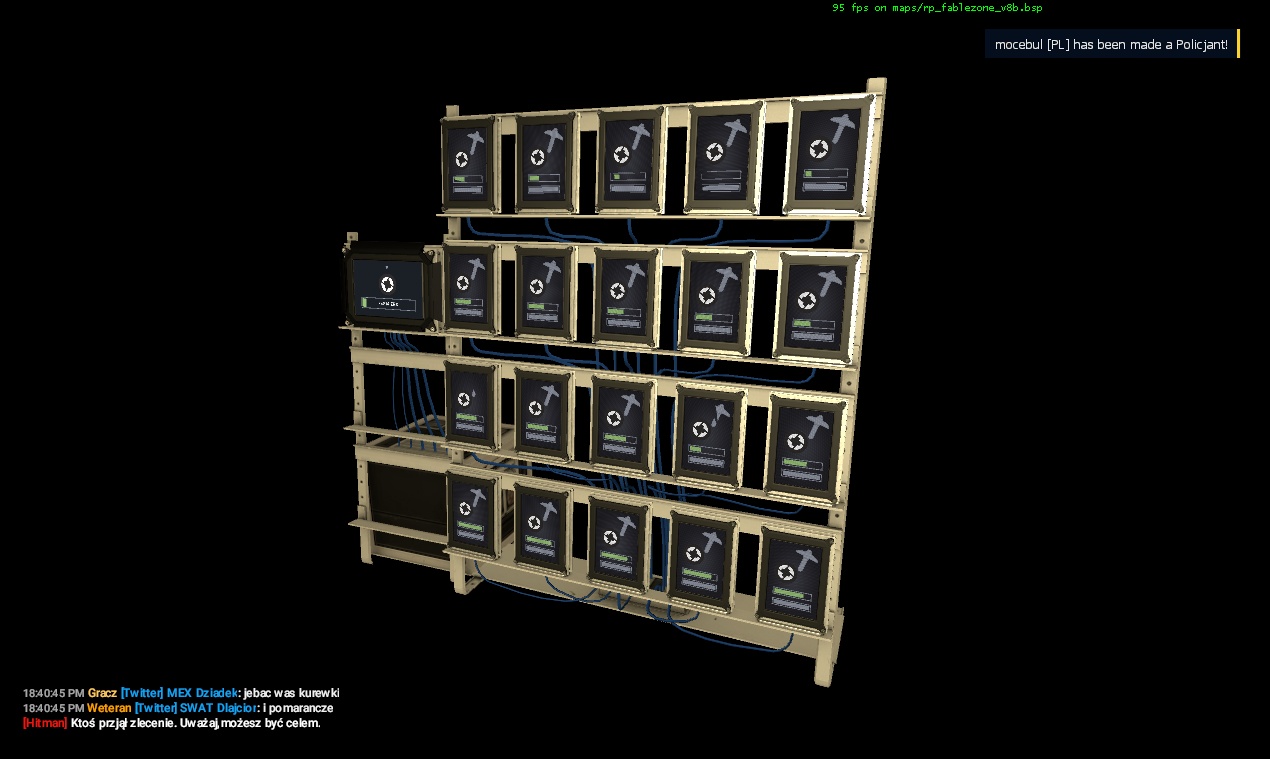 95 fps on maps/rp_fablezone_v8b.bsp
mocebul [PL] has been made a Policjant!
18:40:45 PM Gracz [Twitter] MEX Dziadek: jebac was kurewki
18:40:45 PM Weteran [Twitter] SWAT Dlajcior: i pomarancze
[Hitman] Ktoś przjął zlecenie. Uważaj,możesz być celem.